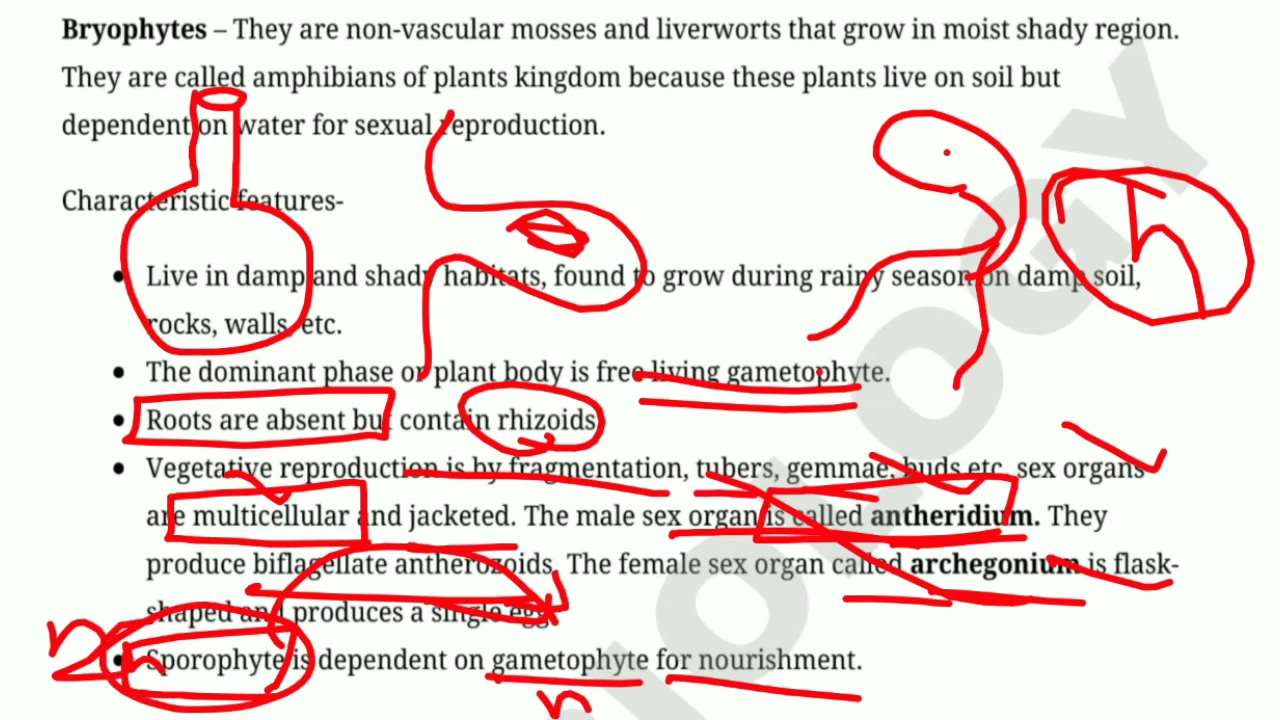 Bryophytes – They are non-vascular mosses and liverworts that grow in moist shady region.
They are called amphibians of plants kingdom because these plants live on soil but
dependent on water for sexual reproduction.
Characteristic features-
• Live in damp and shady habitats, found to grow during rainy season on damp soil,
rocks, walls, etc.
• The dominant phase or plant body is free living gametophyte.
• Roots are absent but contain rhizoids.
• Vegetative reproduction is by fragmentation, tubers, gemmae, buds etc. sex organs
are multicellular and jacketed. The male sex organ is called antheridium. They
produce biflagellate antherozoids. The female sex organ called archegonium is flask-
shaped and produces a single egg.
2n n
• Sporophyte is dependent on gametophyte for nourishment.
n